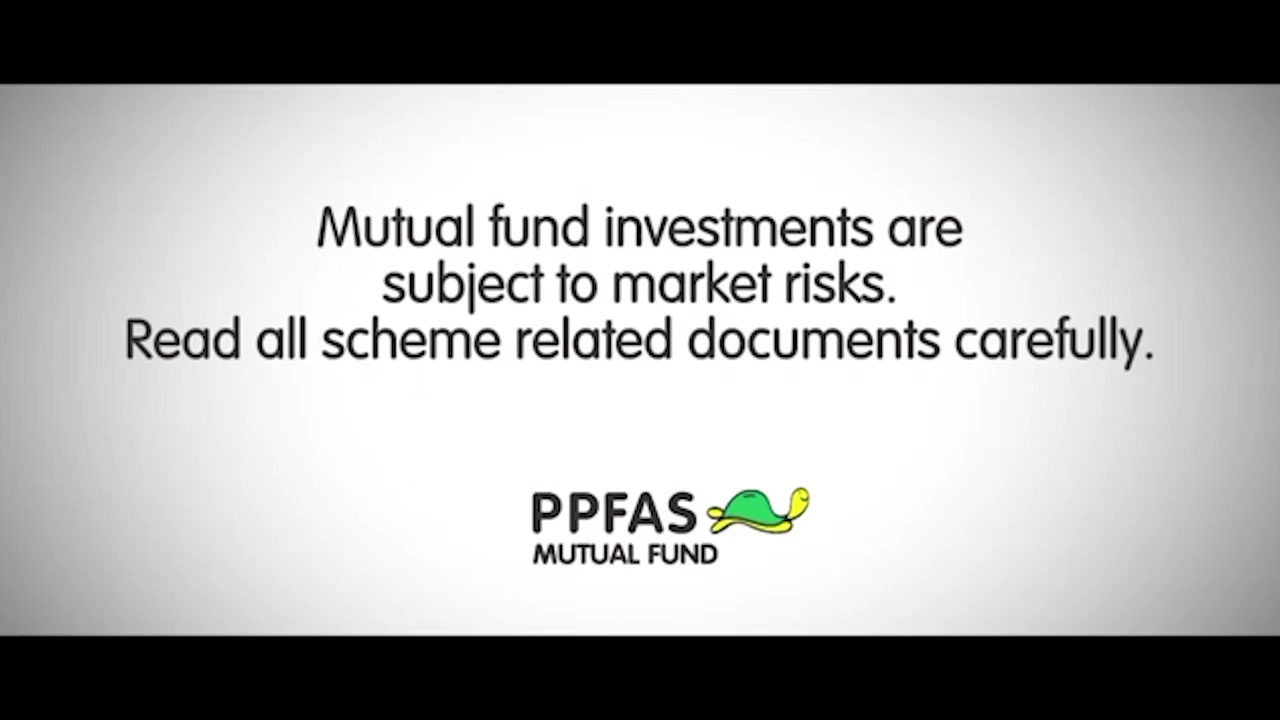 Mutual fund investments are
subject to market risks.
Read all scheme related documents carefully.
PPFAS
MUTUAL FUND